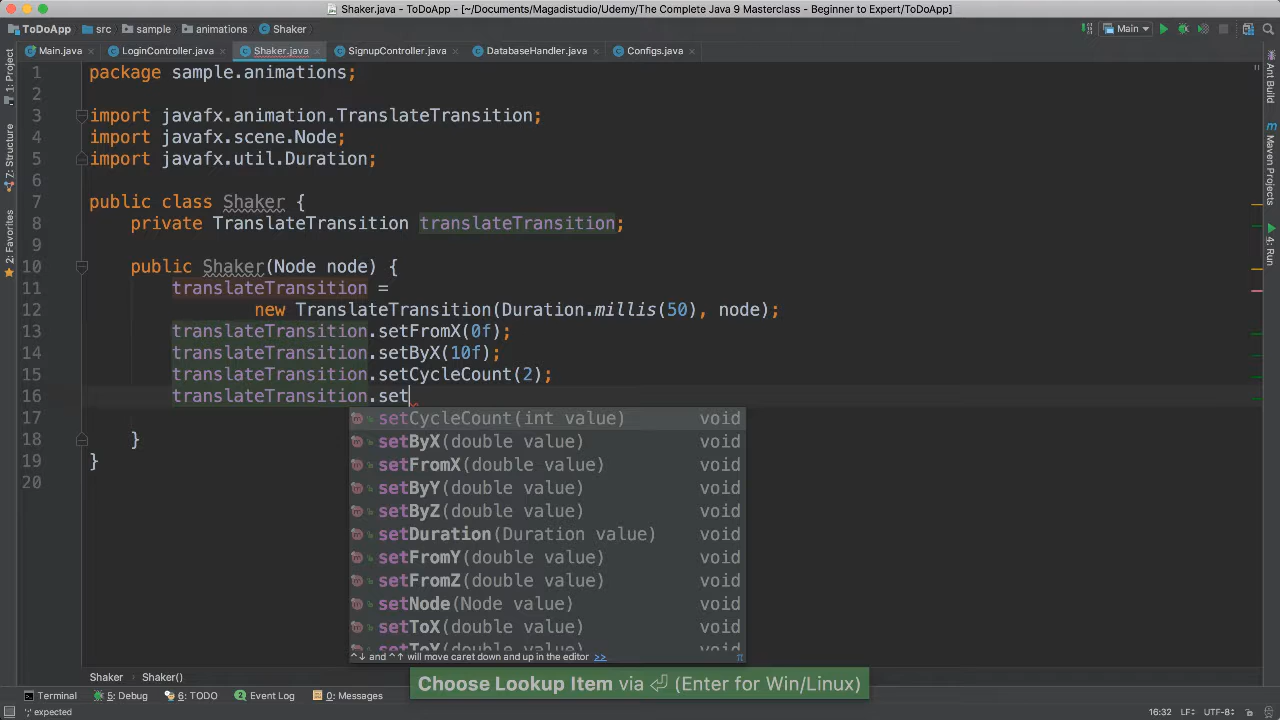 Shaker.java - ToDoApp - [~/Documents/Magadistudio/Udemy/The Complete Java 9 Masterclass - Beginner to Expert/ToDoApp]
ToDoApp src sample animations Shaker Main
Main.java LoginController.java Shaker.java SignupController.java DatabaseHandler.java Configs.java
1: Project
Z: Structure
2: Favorites
1 package sample.animations;
2
3 import javafx.animation.TranslateTransition;
4 import javafx.scene.Node;
5 import javafx.util.Duration;
6
7 public class Shaker {
8 private TranslateTransition translateTransition;
9
10 public Shaker(Node node) {
11 translateTransition =
12 new TranslateTransition(Duration.millis(50), node);
13 translateTransition.setFromX(0f);
14 translateTransition.setByX(10f);
15 translateTransition.setCycleCount(2);
16 translateTransition.set
17
18 }
19 }
20
setCycleCount(int value) void
setByX(double value) void
setFromX(double value) void
setByY(double value) void
setByZ(double value) void
setDuration(Duration value) void
setFromY(double value) void
setFromZ(double value) void
setNode(Node value) void
setToX(double value) void
setToY(double value) void
^↓ and ^↑ will move caret down and up in the editor >>
Ant Build
Maven Projects
4: Run
Shaker Shaker()
Choose Lookup Item via ⏎ (Enter for Win/Linux)
Terminal 5: Debug 6: TODO Event Log 0: Messages
';' expected 16:32 LF UTF-8